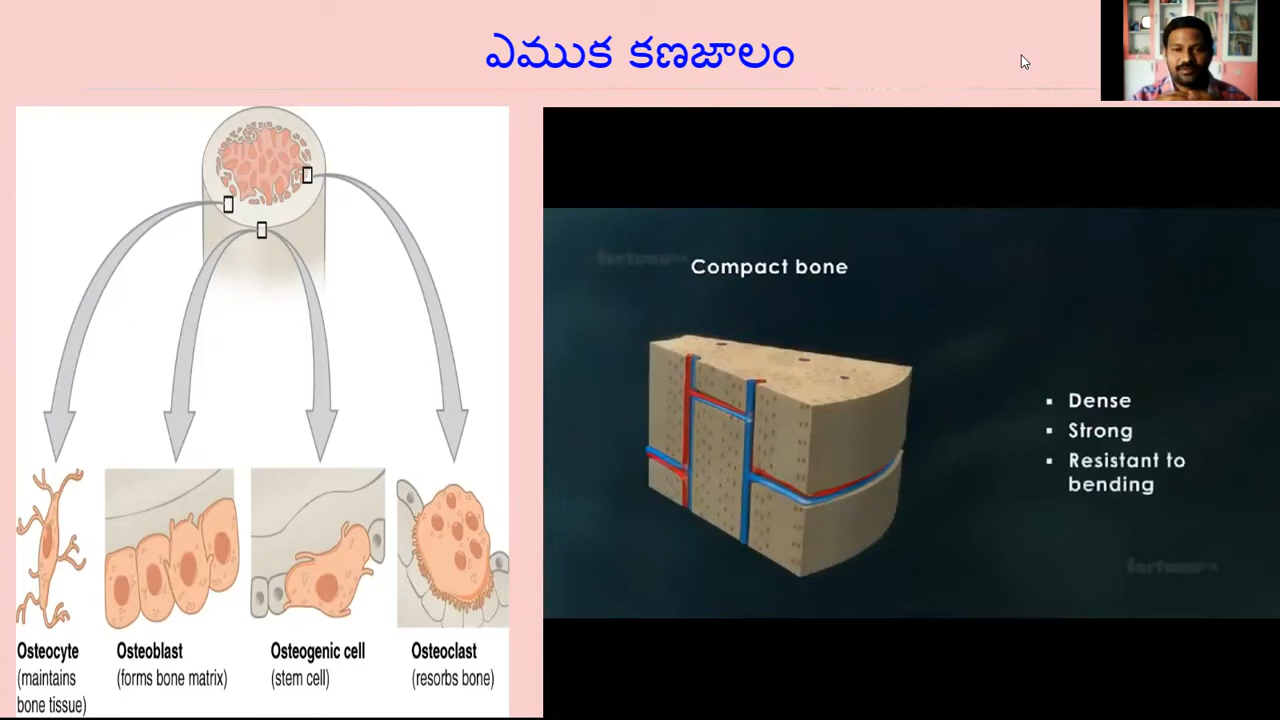 ఎముక కణజాలం
Osteocyte
(maintains
bone tissue)
Osteoblast
(forms bone matrix)
Osteogenic cell
(stem cell)
Osteoclast
(resorbs bone)
Compact bone
▪ Dense
▪ Strong
▪ Resistant to
bending